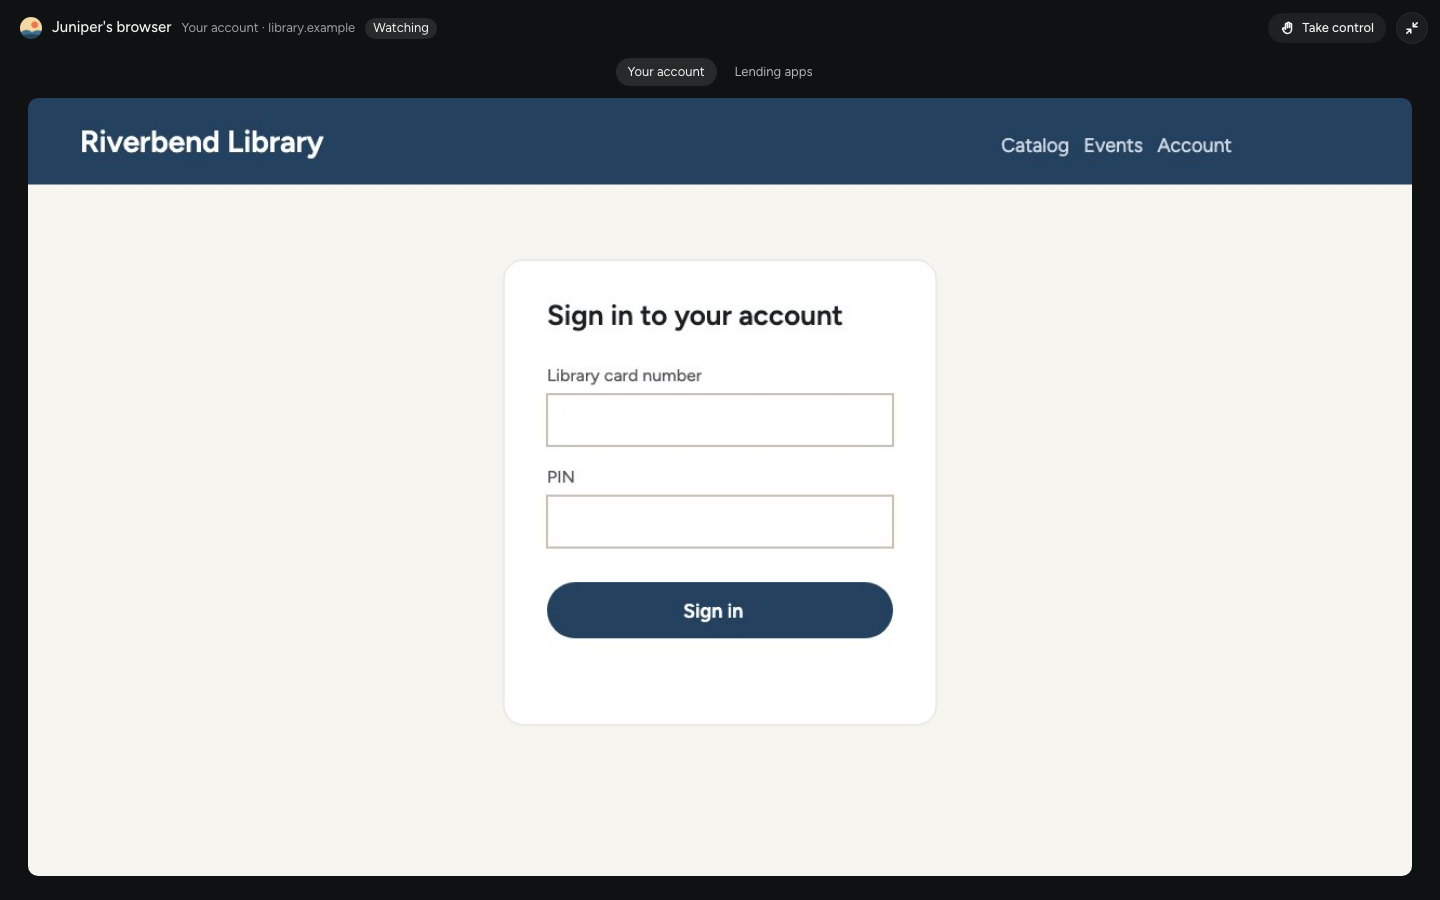 Juniper's browser Your account · library.example Watching Take control
Your account Lending apps
Riverbend Library Catalog Events Account
Sign in to your account
Library card number
PIN
Sign in